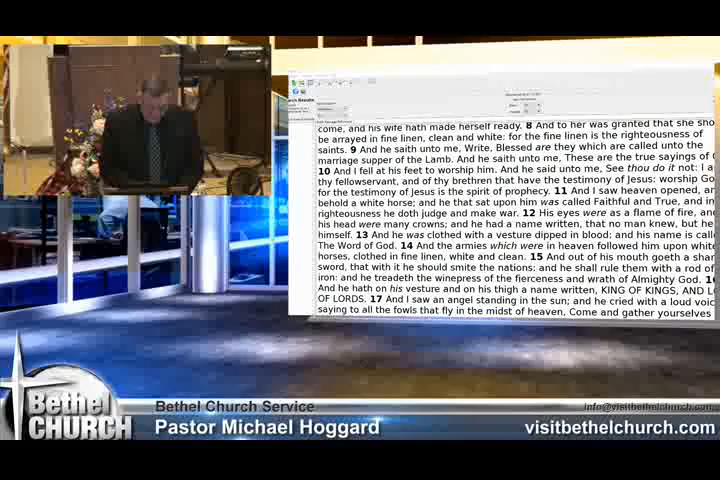 come, and his wife hath made herself ready. 8 And to her was granted that she sho
be arrayed in fine linen, clean and white: for the fine linen is the righteousness of
saints. 9 And he saith unto me, Write, Blessed are they which are called unto the
marriage supper of the Lamb. And he saith unto me, These are the true sayings of
10 And I fell at his feet to worship him. And he said unto me, See thou do it not: I a
thy fellowservant, and of thy brethren that have the testimony of Jesus: worship Go
for the testimony of Jesus is the spirit of prophecy. 11 And I saw heaven opened, an
behold a white horse; and he that sat upon him was called Faithful and True, and in
righteousness he doth judge and make war. 12 His eyes were as a flame of fire, and
his head were many crowns; and he had a name written, that no man knew, but he
himself. 13 And he was clothed with a vesture dipped in blood: and his name is calle
The Word of God. 14 And the armies which were in heaven followed him upon white
horses, clothed in fine linen, white and clean. 15 And out of his mouth goeth a shar
sword, that with it he should smite the nations: and he shall rule them with a rod of
iron: and he treadeth the winepress of the fierceness and wrath of Almighty God. 16
And he hath on his vesture and on his thigh a name written, KING OF KINGS, AND LO
OF LORDS. 17 And I saw an angel standing in the sun; and he cried with a loud voic
saying to all the fowls that fly in the midst of heaven, Come and gather yourselves
Bethel
CHURCH
Bethel Church Service
info@visitbethelchurch.com
Pastor Michael Hoggard
visitbethelchurch.com